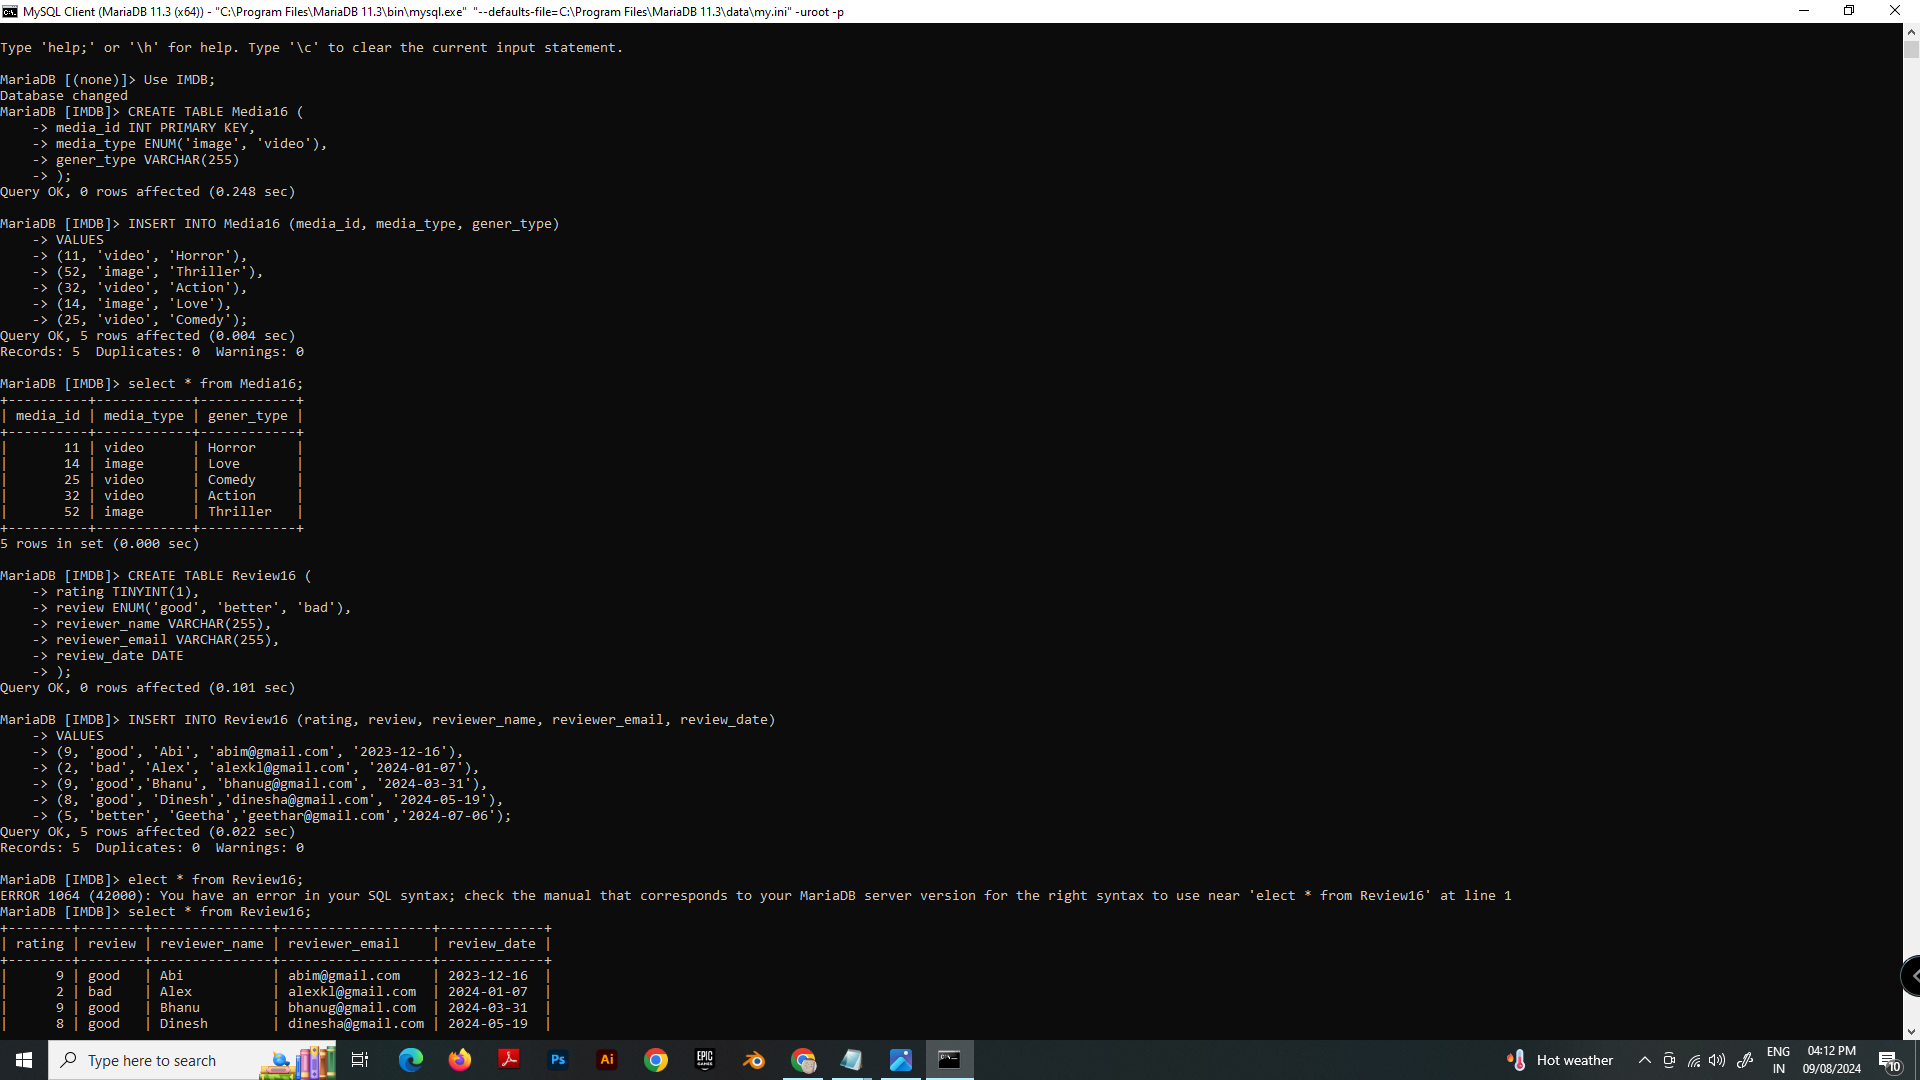 MySQL Client (MariaDB 11.3 (x64)) - "C:\Program Files\MariaDB 11.3\bin\mysql.exe"  "--defaults-file=C:\Program Files\MariaDB 11.3\data\my.ini" -uroot -p
Type 'help;' or '\h' for help. Type '\c' to clear the current input statement.
MariaDB [(none)]> Use IMDB;
Database changed
MariaDB [IMDB]> CREATE TABLE Media16 (
    -> media_id INT PRIMARY KEY,
    -> media_type ENUM('image', 'video'),
    -> gener_type VARCHAR(255)
    -> );
Query OK, 0 rows affected (0.248 sec)
MariaDB [IMDB]> INSERT INTO Media16 (media_id, media_type, gener_type)
    -> VALUES
    -> (11, 'video', 'Horror'),
    -> (52, 'image', 'Thriller'),
    -> (32, 'video', 'Action'),
    -> (14, 'image', 'Love'),
    -> (25, 'video', 'Comedy');
Query OK, 5 rows affected (0.004 sec)
Records: 5  Duplicates: 0  Warnings: 0
MariaDB [IMDB]> select * from Media16;
+----------+------------+------------+
| media_id | media_type | gener_type |
+----------+------------+------------+
|       11 | video      | Horror     |
|       14 | image      | Love       |
|       25 | video      | Comedy     |
|       32 | video      | Action     |
|       52 | image      | Thriller   |
+----------+------------+------------+
5 rows in set (0.000 sec)
MariaDB [IMDB]> CREATE TABLE Review16 (
    -> rating TINYINT(1),
    -> review ENUM('good', 'better', 'bad'),
    -> reviewer_name VARCHAR(255),
    -> reviewer_email VARCHAR(255),
    -> review_date DATE
    -> );
Query OK, 0 rows affected (0.101 sec)
MariaDB [IMDB]> INSERT INTO Review16 (rating, review, reviewer_name, reviewer_email, review_date)
    -> VALUES
    -> (9, 'good', 'Abi', 'abim@gmail.com', '2023-12-16'),
    -> (2, 'bad', 'Alex', 'alexkl@gmail.com', '2024-01-07'),
    -> (9, 'good','Bhanu', 'bhanug@gmail.com', '2024-03-31'),
    -> (8, 'good', 'Dinesh','dinesha@gmail.com', '2024-05-19'),
    -> (5, 'better', 'Geetha','geethar@gmail.com','2024-07-06');
Query OK, 5 rows affected (0.022 sec)
Records: 5  Duplicates: 0  Warnings: 0
MariaDB [IMDB]> elect * from Review16;
ERROR 1064 (42000): You have an error in your SQL syntax; check the manual that corresponds to your MariaDB server version for the right syntax to use near 'elect * from Review16' at line 1
MariaDB [IMDB]> select * from Review16;
+--------+--------+---------------+-------------------+-------------+
| rating | review | reviewer_name | reviewer_email    | review_date |
+--------+--------+---------------+-------------------+-------------+
|      9 | good   | Abi           | abim@gmail.com    | 2023-12-16  |
|      2 | bad    | Alex          | alexkl@gmail.com  | 2024-01-07  |
|      9 | good   | Bhanu         | bhanug@gmail.com  | 2024-03-31  |
|      8 | good   | Dinesh        | dinesha@gmail.com | 2024-05-19  |
Type here to search
Ps
Ai
EPIC GAMES
Hot weather
ENG
IN
04:12 PM
09/08/2024
10